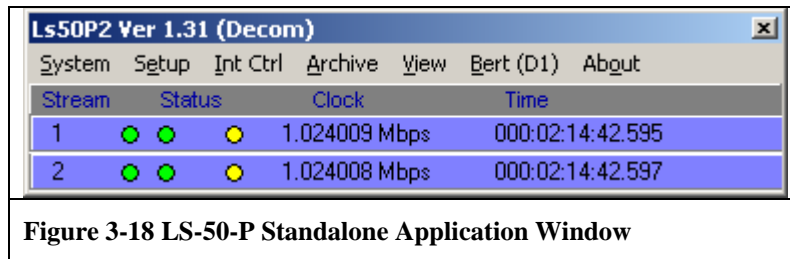 Ls50P2 Ver 1.31 (Decom)
System Setup Int Ctrl Archive View Bert (D1) About
Stream Status Clock Time
1 1.024009 Mbps 000:02:14:42.595
2 1.024008 Mbps 000:02:14:42.597
Figure 3-18 LS-50-P Standalone Application Window